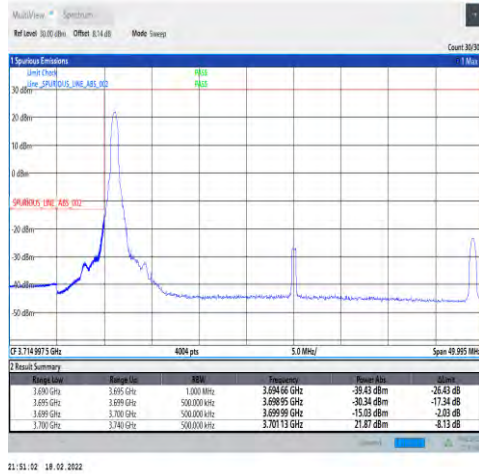 MultiView Spectrum
Ref Level 30.00 dBm Offset 8.14 dB Mode Sweep
Count 30/30
1 Spurious Emissions 1 Max
Limit Check PASS
Line _SPURIOUS_LINE_ABS_002 PASS
30 dBm
20 dBm
10 dBm
0 dBm
-10 dBm
SPURIOUS_LINE_ABS_002
-20 dBm
-30 dBm
-40 dBm
-50 dBm
CF 3.714 997 5 GHz 4004 pts 5.0 MHz/ Span 49.995 MHz
2 Result Summary
Range Low Range Up RBW Frequency Power Abs ΔLimit
3.690 GHz 3.695 GHz 1.000 MHz 3.694 66 GHz -39.43 dBm -26.43 dB
3.695 GHz 3.699 GHz 500.000 kHz 3.698 95 GHz -30.34 dBm -17.34 dB
3.699 GHz 3.700 GHz 500.000 kHz 3.699 99 GHz -15.03 dBm -2.03 dB
3.700 GHz 3.740 GHz 500.000 kHz 3.701 13 GHz 21.87 dBm -8.13 dB
21:51:02 18.02.2022